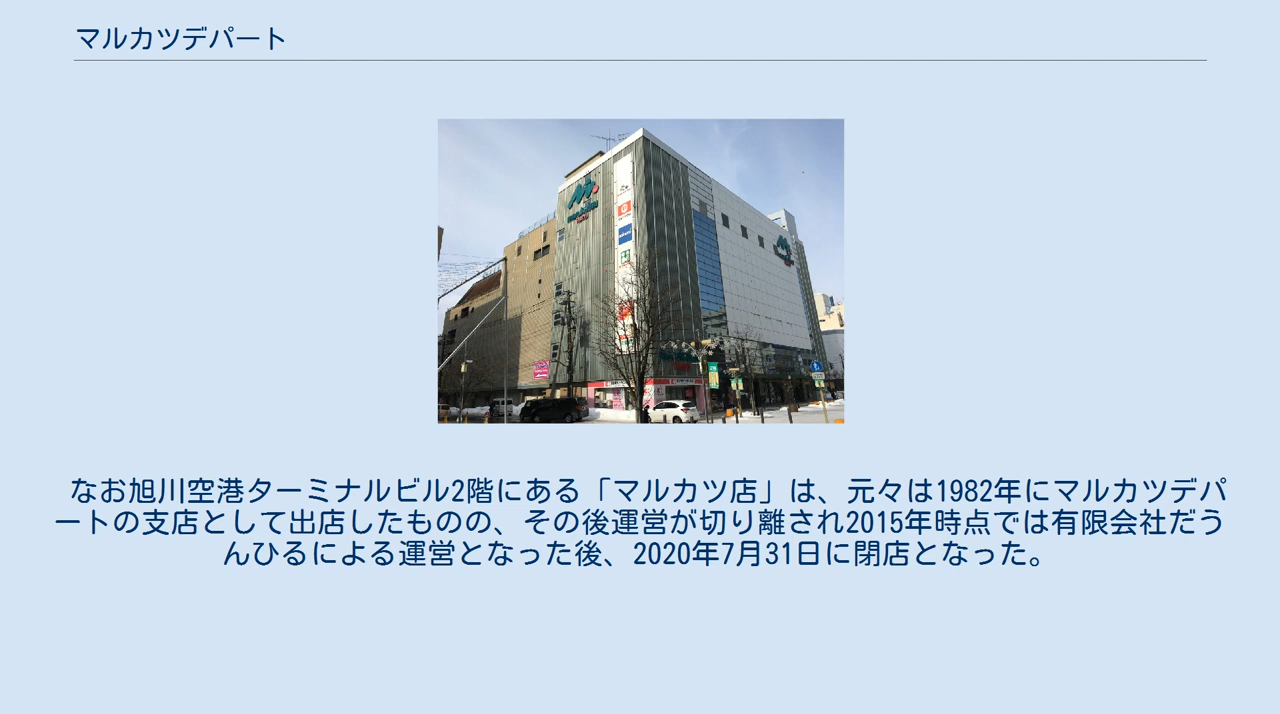 マルカツデパート
なお旭川空港ターミナルビル2階にある「マルカツ店」は、元々は1982年にマルカツデパ
ートの支店として出店したものの、その後運営が切り離され2015年時点では有限会社だう
んひるによる運営となった後、2020年7月31日に閉店となった。